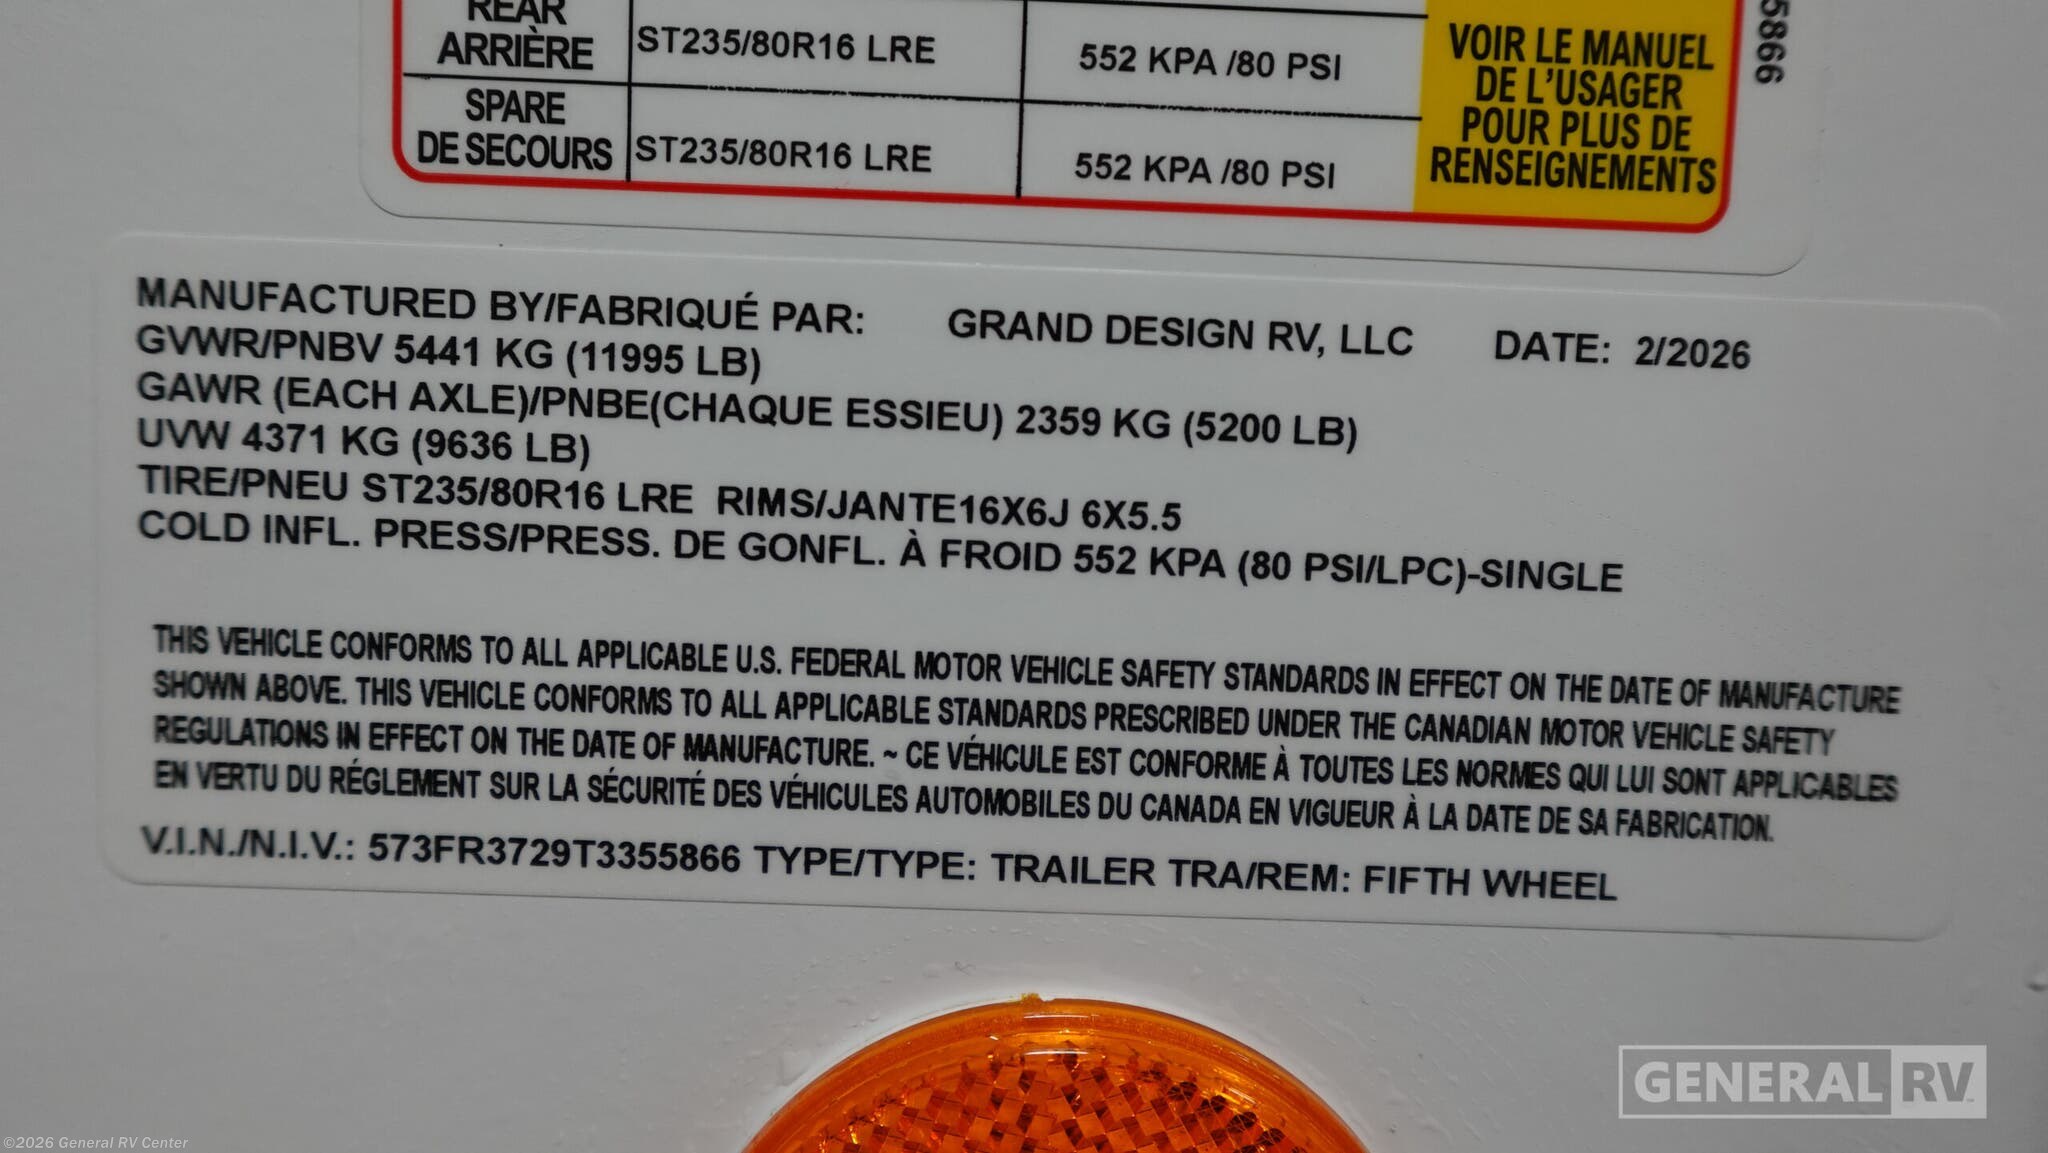 REAR
ARRIÈRE
ST235/80R16 LRE
552 KPA /80 PSI
SPARE
DE SECOURS
ST235/80R16 LRE
552 KPA /80 PSI
VOIR LE MANUEL
DE L'USAGER
POUR PLUS DE
RENSEIGNEMENTS
5866
MANUFACTURED BY/FABRIQUÉ PAR: GRAND DESIGN RV, LLC DATE: 2/2026
GVWR/PNBV 5441 KG (11995 LB)
GAWR (EACH AXLE)/PNBE(CHAQUE ESSIEU) 2359 KG (5200 LB)
UVW 4371 KG (9636 LB)
TIRE/PNEU ST235/80R16 LRE RIMS/JANTE16X6J 6X5.5
COLD INFL. PRESS/PRESS. DE GONFL. À FROID 552 KPA (80 PSI/LPC)-SINGLE
THIS VEHICLE CONFORMS TO ALL APPLICABLE U.S. FEDERAL MOTOR VEHICLE SAFETY STANDARDS IN EFFECT ON THE DATE OF MANUFACTURE
SHOWN ABOVE. THIS VEHICLE CONFORMS TO ALL APPLICABLE STANDARDS PRESCRIBED UNDER THE CANADIAN MOTOR VEHICLE SAFETY
REGULATIONS IN EFFECT ON THE DATE OF MANUFACTURE. ~ CE VÉHICULE EST CONFORME À TOUTES LES NORMES QUI LUI SONT APPLICABLES
EN VERTU DU RÉGLEMENT SUR LA SÉCURITÉ DES VÉHICULES AUTOMOBILES DU CANADA EN VIGUEUR À LA DATE DE SA FABRICATION.
V.I.N./N.I.V.: 573FR3729T3355866 TYPE/TYPE: TRAILER TRA/REM: FIFTH WHEEL
GENERAL RV
©2026 General RV Center